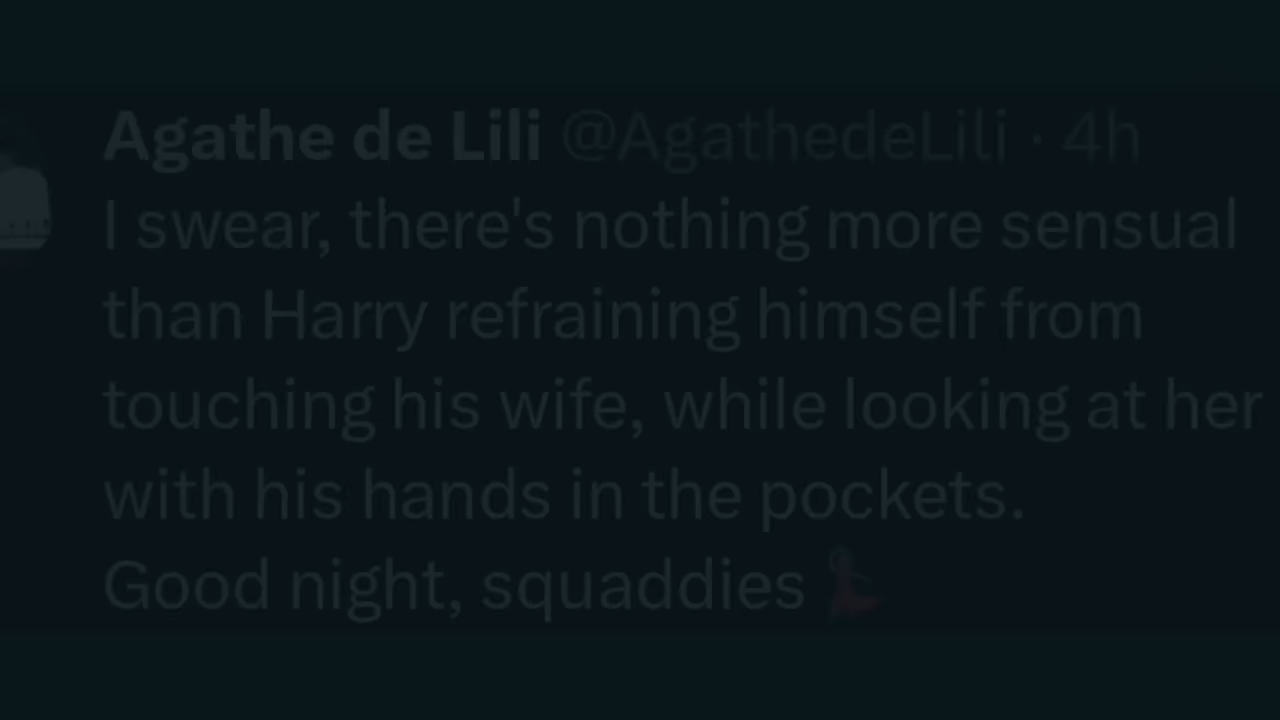 Agathe de Lili @AgathedeLili · 4h
I swear, there's nothing more sensual
than Harry refraining himself from
touching his wife, while looking at her
with his hands in the pockets.
Good night, squaddies 💃